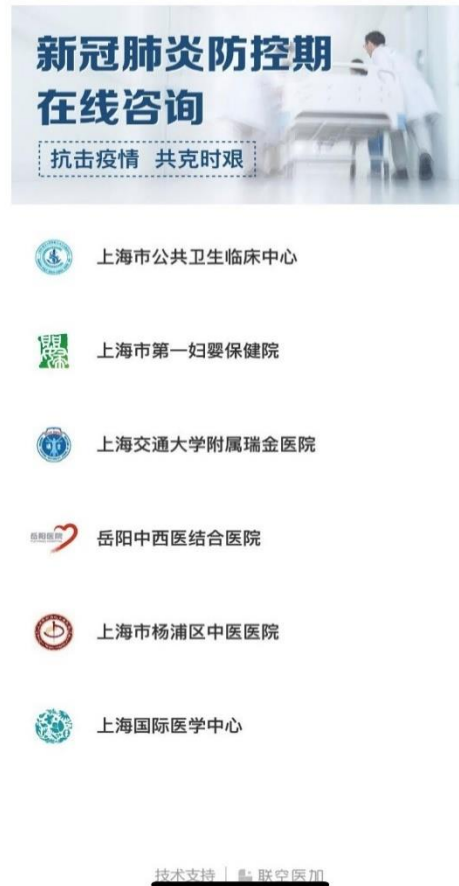 新冠肺炎防控期
在线咨询
抗击疫情 共克时艰
上海市公共卫生临床中心
上海市第一妇婴保健院
上海交通大学附属瑞金医院
岳阳医院
岳阳中西医结合医院
上海市杨浦区中医医院
上海国际医学中心
技术支持 | 联空医加